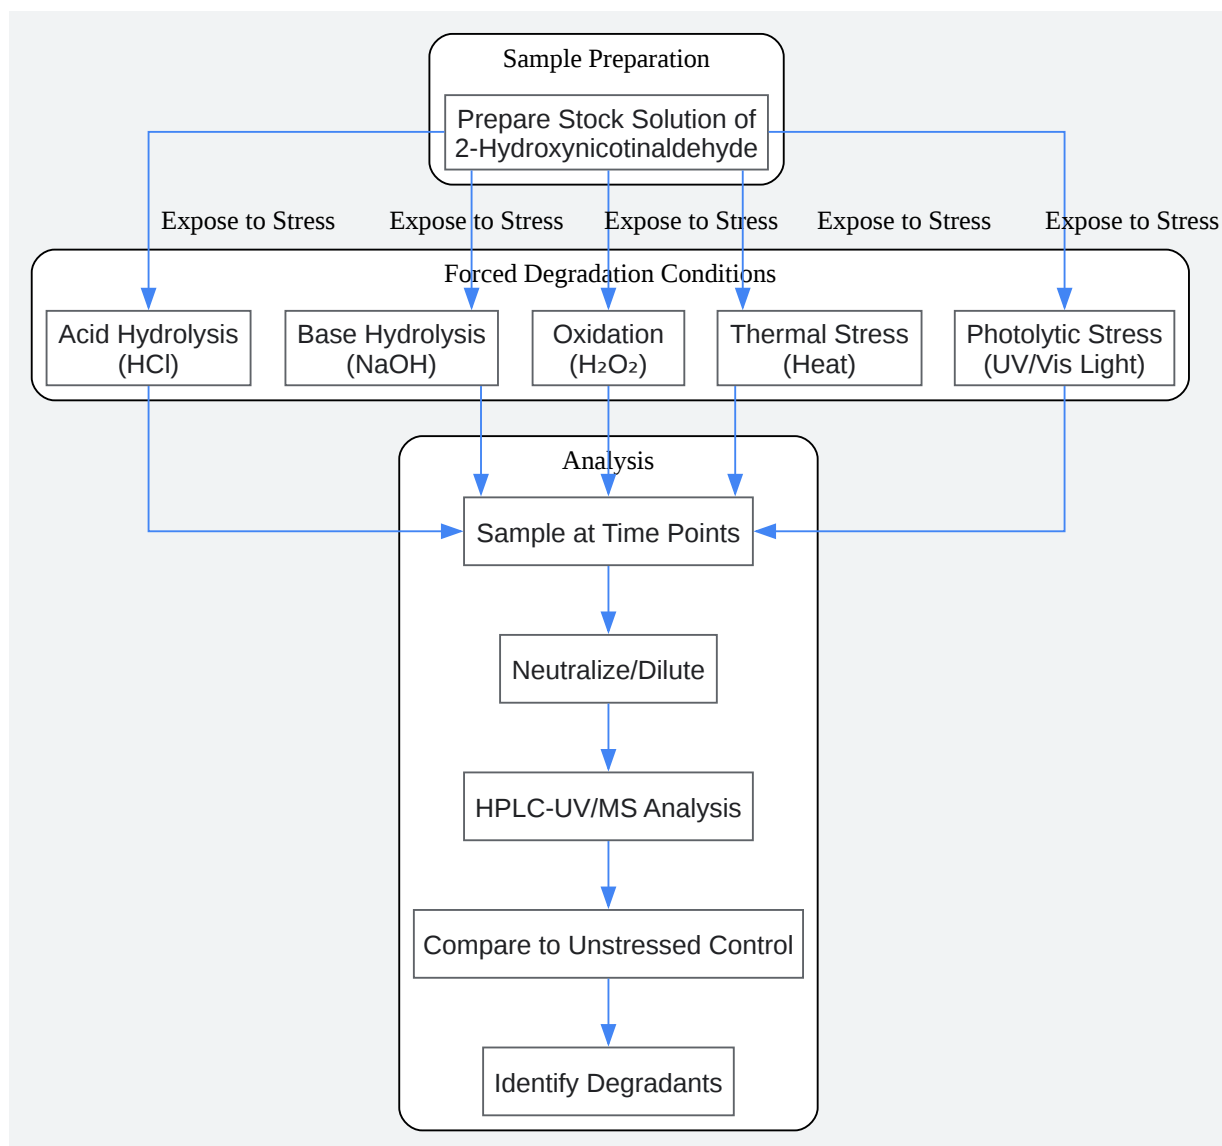 Sample Preparation
Prepare Stock Solution of
2-Hydroxynicotinaldehyde
Expose to Stress
Expose to Stress
Expose to Stress
Expose to Stress
Expose to Stress
Forced Degradation Conditions
Acid Hydrolysis
(HCl)
Base Hydrolysis
(NaOH)
Oxidation
(H₂O₂)
Thermal Stress
(Heat)
Photolytic Stress
(UV/Vis Light)
Analysis
Sample at Time Points
Neutralize/Dilute
HPLC-UV/MS Analysis
Compare to Unstressed Control
Identify Degradants